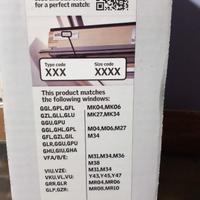 for a perfect match:
Type code
XXX
Size code
XXXX
This product matches
the following windows:
GGL,GPL,GFL MK04,MK06
GZL,GLL,GLU MK27,MK34
GGU,GPU
GGL,GHL,GPL M04,M06,M27
GFL,GZL,GIL M34
GLR,GGU,GPU
GHU,GIU,GHA
VFA/B/E: M31,M34,M36
M38
VIU,VZE: M31,M34
VKU,VL,VU: Y43,Y45,Y47
GRR,GLR MR04,MR06
GLP,GZR: MR08,MR10